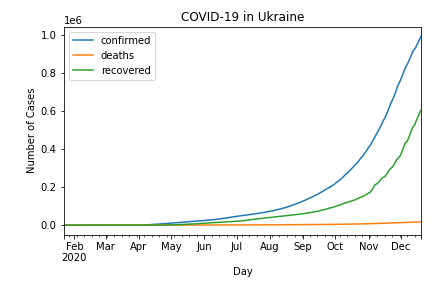 COVID-19 in Ukraine
1e6
confirmed
deaths
recovered
Number of Cases
1.0
0.8
0.6
0.4
0.2
0.0
Feb Mar Apr May Jun Jul Aug Sep Oct Nov Dec
2020
Day